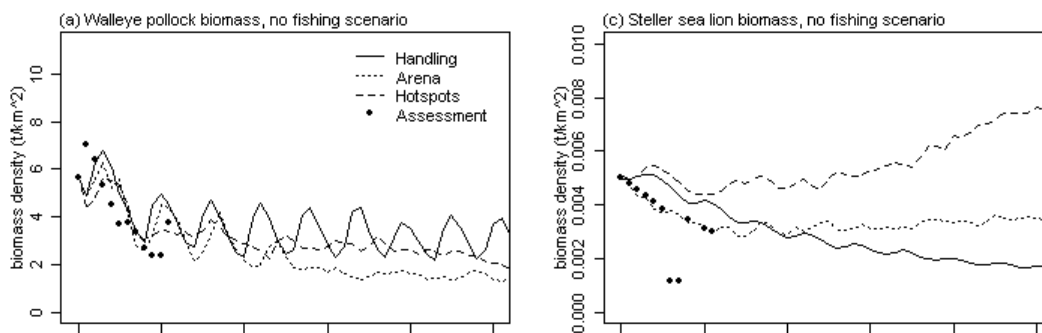 (a) Walleye pollock biomass, no fishing scenario
biomass density (t/km^2)
0
2
4
6
8
10
Handling
Arena
Hotspots
Assessment
(c) Steller sea lion biomass, no fishing scenario
biomass density (t/km^2)
0.000
0.002
0.004
0.006
0.008
0.010